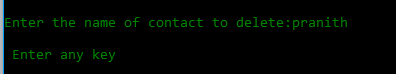 Enter the name of contact to delete:pranith
Enter any key